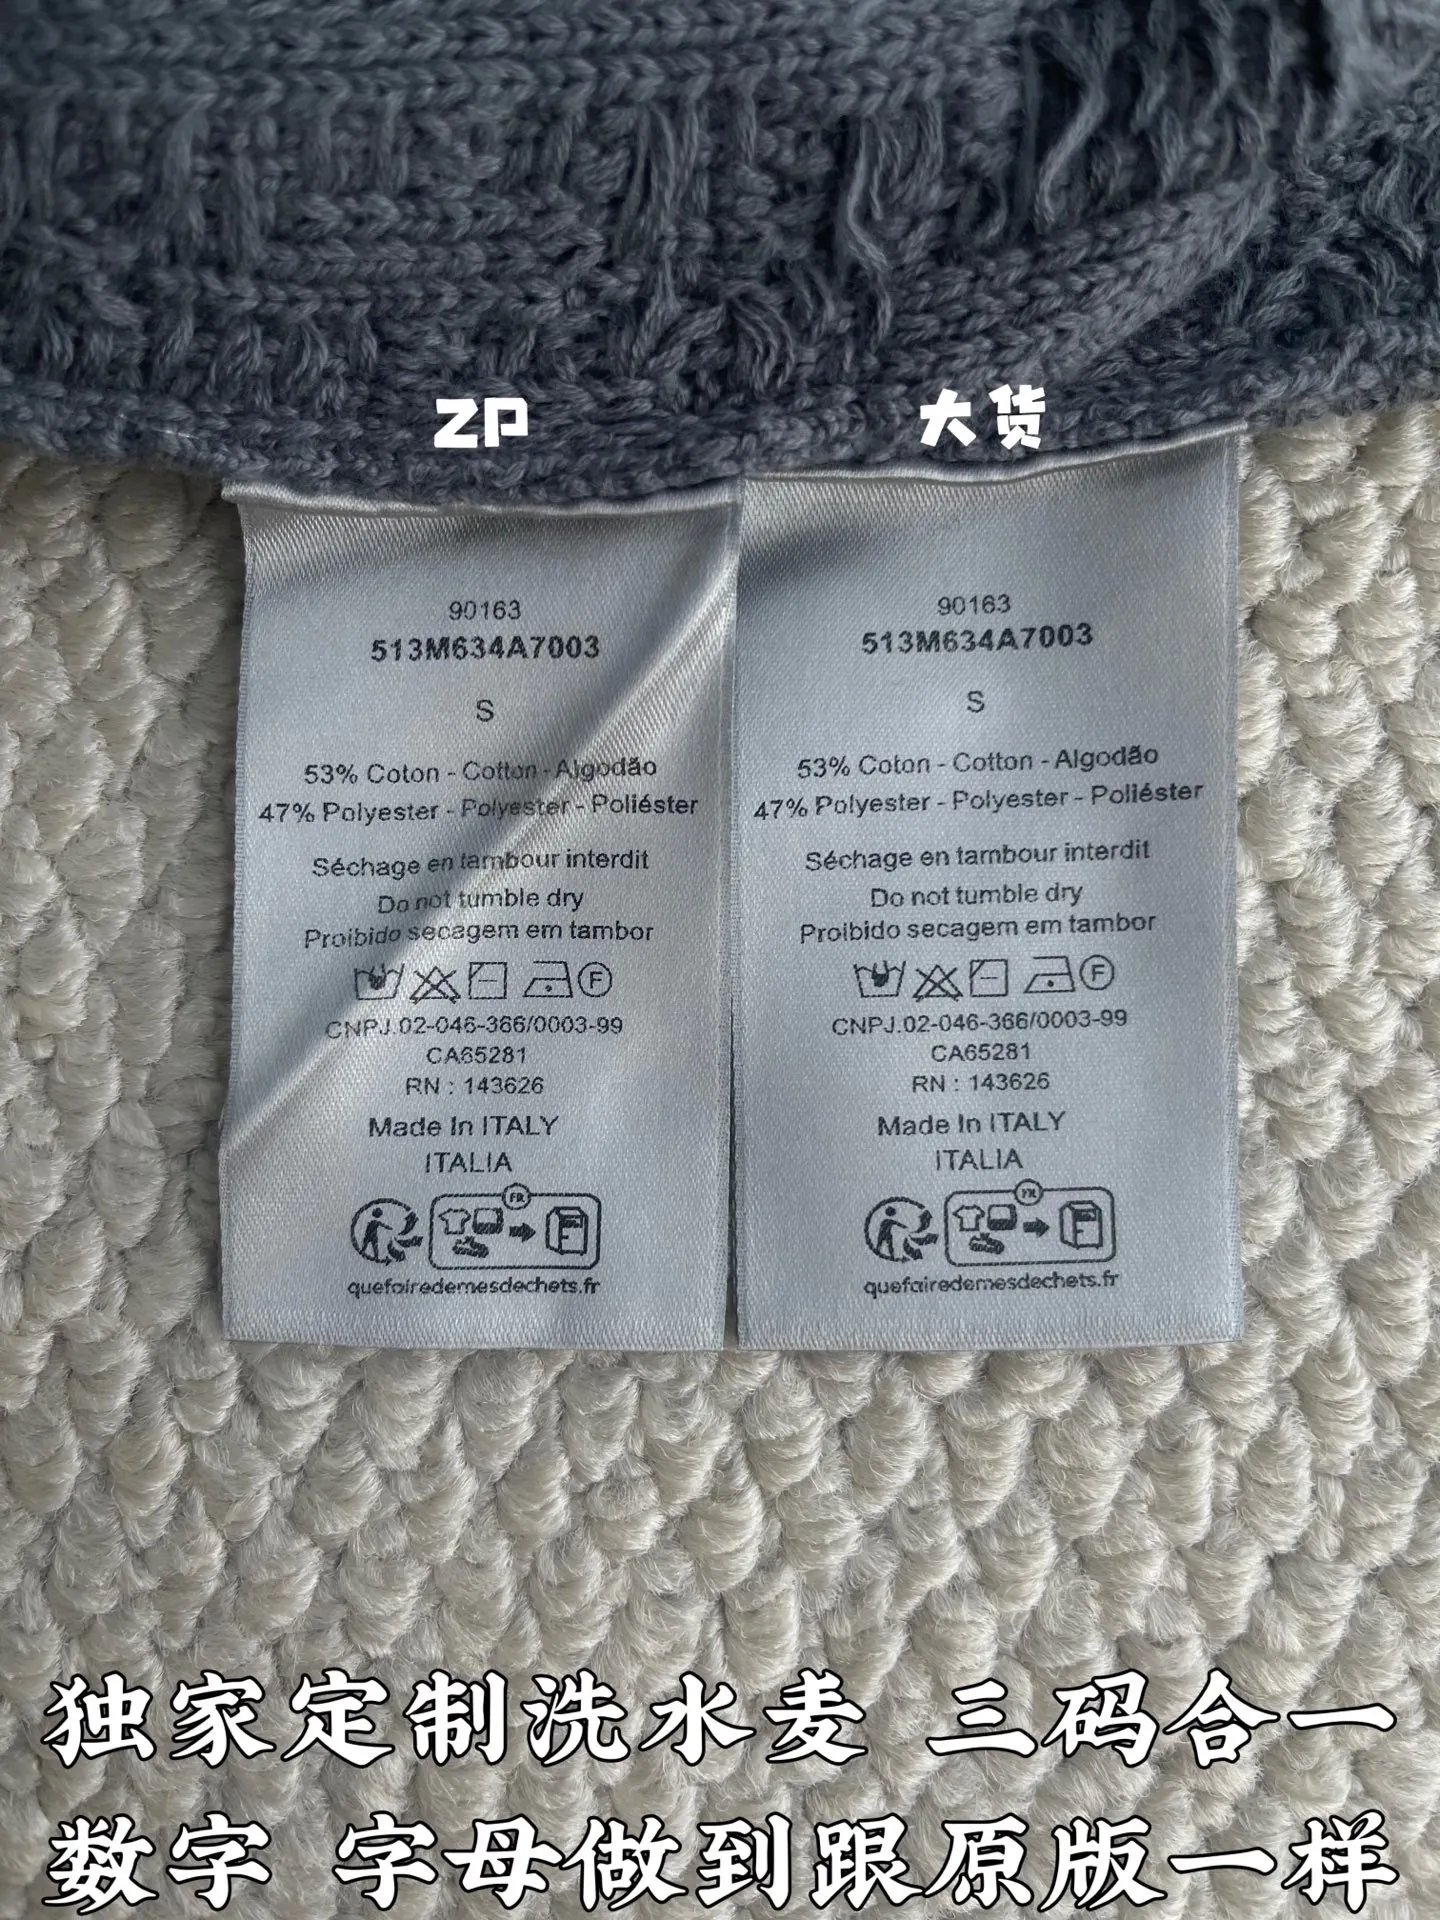 ZP
大货
90163
513M634A7003
S
53% Coton - Cotton - Algodão
47% Polyester - Polyester - Poliéster
Séchage en tambour interdit
Do not tumble dry
Proibido secagem em tambor
F
CNPJ.02-046-366/0003-99
CA65281
RN : 143626
Made In ITALY
ITALIA
FR
quefairedemesdechets.fr
90163
513M634A7003
S
53% Coton - Cotton - Algodão
47% Polyester - Polyester - Poliéster
Séchage en tambour interdit
Do not tumble dry
Proibido secagem em tambor
F
CNPJ.02-046-366/0003-99
CA65281
RN : 143626
Made In ITALY
ITALIA
FR
quefairedemesdechets.fr
独家定制洗水麦 三码合一
数字 字母做到跟原版一样